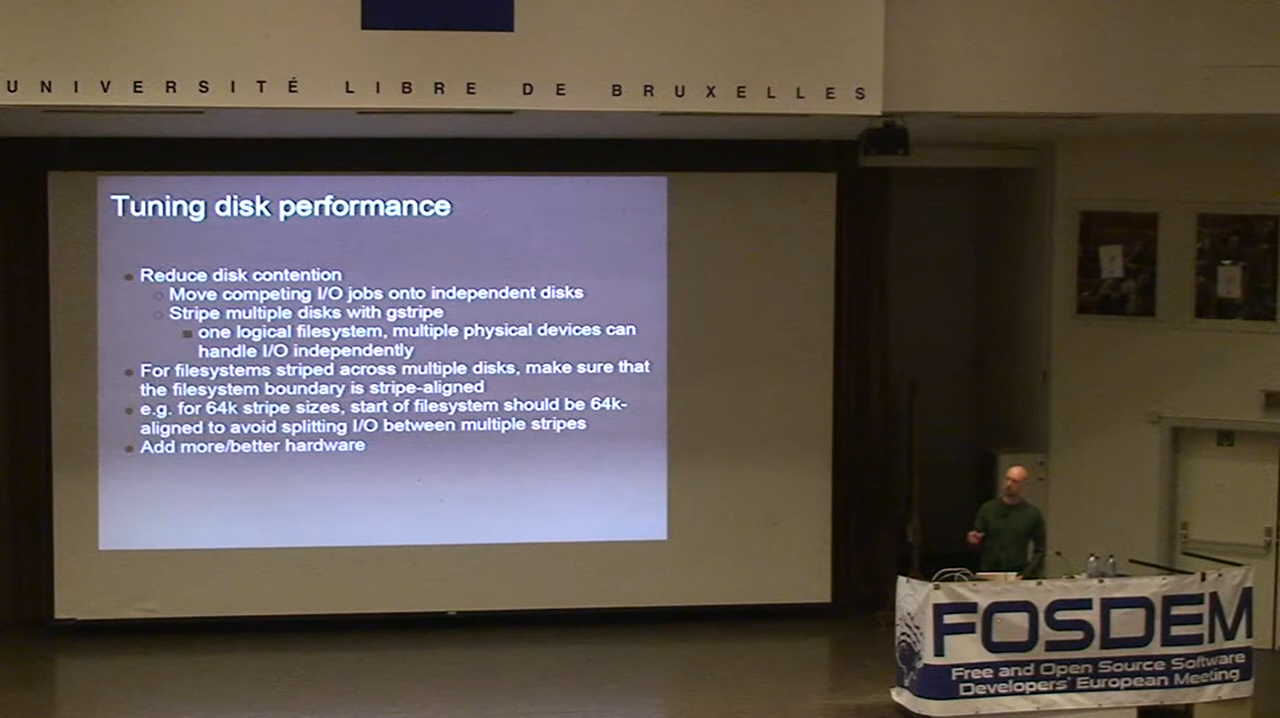 UNIVERSITÉ LIBRE DE BRUXELLES
Tuning disk performance
Reduce disk contention
Move competing I/O jobs onto independent disks
Stripe multiple disks with gstripe
one logical filesystem, multiple physical devices can
handle I/O independently
For filesystems striped across multiple disks, make sure that
the filesystem boundary is stripe-aligned
e.g. for 64k stripe sizes, start of filesystem should be 64k-
aligned to avoid splitting I/O between multiple stripes
Add more/better hardware
FOSDEM
Free and Open Source Software
Developers' European Meeting